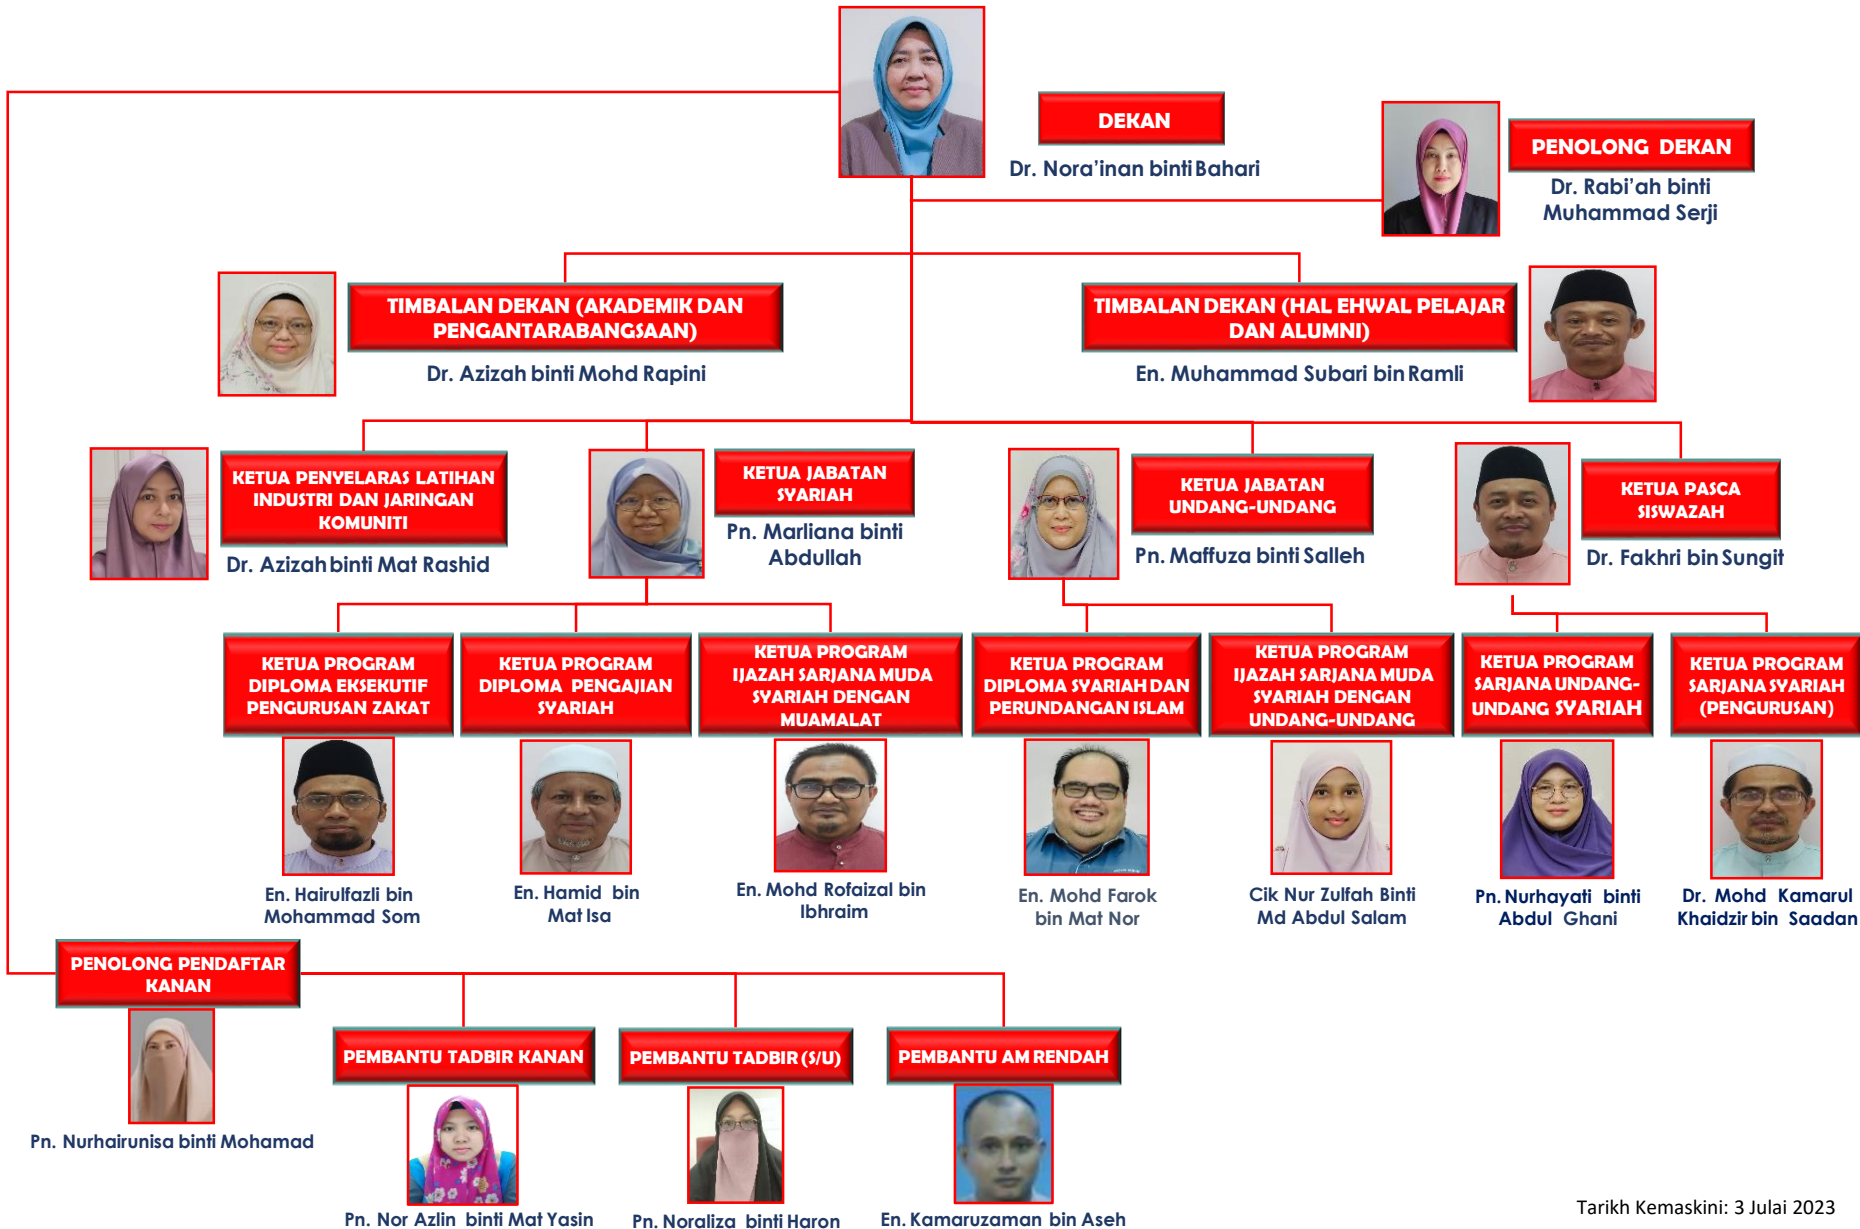 DEKAN
Dr. Nora'inan binti Bahari
PENOLONG DEKAN
Dr. Rabi'ah binti
Muhammad Serji
TIMBALAN DEKAN (AKADEMIK DAN
PENGANTARABANGSAAN)
Dr. Azizah binti Mohd Rapini
TIMBALAN DEKAN (HAL EHWAL PELAJAR
DAN ALUMNI)
En. Muhammad Subari bin Ramli
KETUA PENYELARAS LATIHAN
INDUSTRI DAN JARINGAN
KOMUNITI
Dr. Azizah binti Mat Rashid
KETUA JABATAN
SYARIAH
Pn. Marliana binti
Abdullah
KETUA JABATAN
UNDANG-UNDANG
Pn. Maffuza binti Salleh
KETUA PASCA
SISWAZAH
Dr. Fakhri bin Sungit
KETUA PROGRAM
DIPLOMA EKSEKUTIF
PENGURUSAN ZAKAT
En. Hairulfazli bin
Mohammad Som
KETUA PROGRAM
DIPLOMA PENGAJIAN
SYARIAH
En. Hamid bin
Mat Isa
KETUA PROGRAM
IJAZAH SARJANA MUDA
SYARIAH DENGAN
MUAMALAT
En. Mohd Rofaizal bin
Ibhraim
KETUA PROGRAM
DIPLOMA SYARIAH DAN
PERUNDANGAN ISLAM
En. Mohd Farok
bin Mat Nor
KETUA PROGRAM
IJAZAH SARJANA MUDA
SYARIAH DENGAN
UNDANG-UNDANG
Cik Nur Zulfah Binti
Md Abdul Salam
KETUA PROGRAM
SARJANA UNDANG-
UNDANG SYARIAH
Pn. Nurhayati binti
Abdul Ghani
KETUA PROGRAM
SARJANA SYARIAH
(PENGURUSAN)
Dr. Mohd Kamarul
Khaidzir bin Saadan
PENOLONG PENDAFTAR
KANAN
Pn. Nurhairunisa binti Mohamad
PEMBANTU TADBIR KANAN
Pn. Nor Azlin binti Mat Yasin
PEMBANTU TADBIR (S/U)
Pn. Noraliza binti Haron
PEMBANTU AM RENDAH
En. Kamaruzaman bin Aseh
Tarikh Kemaskini: 3 Julai 2023